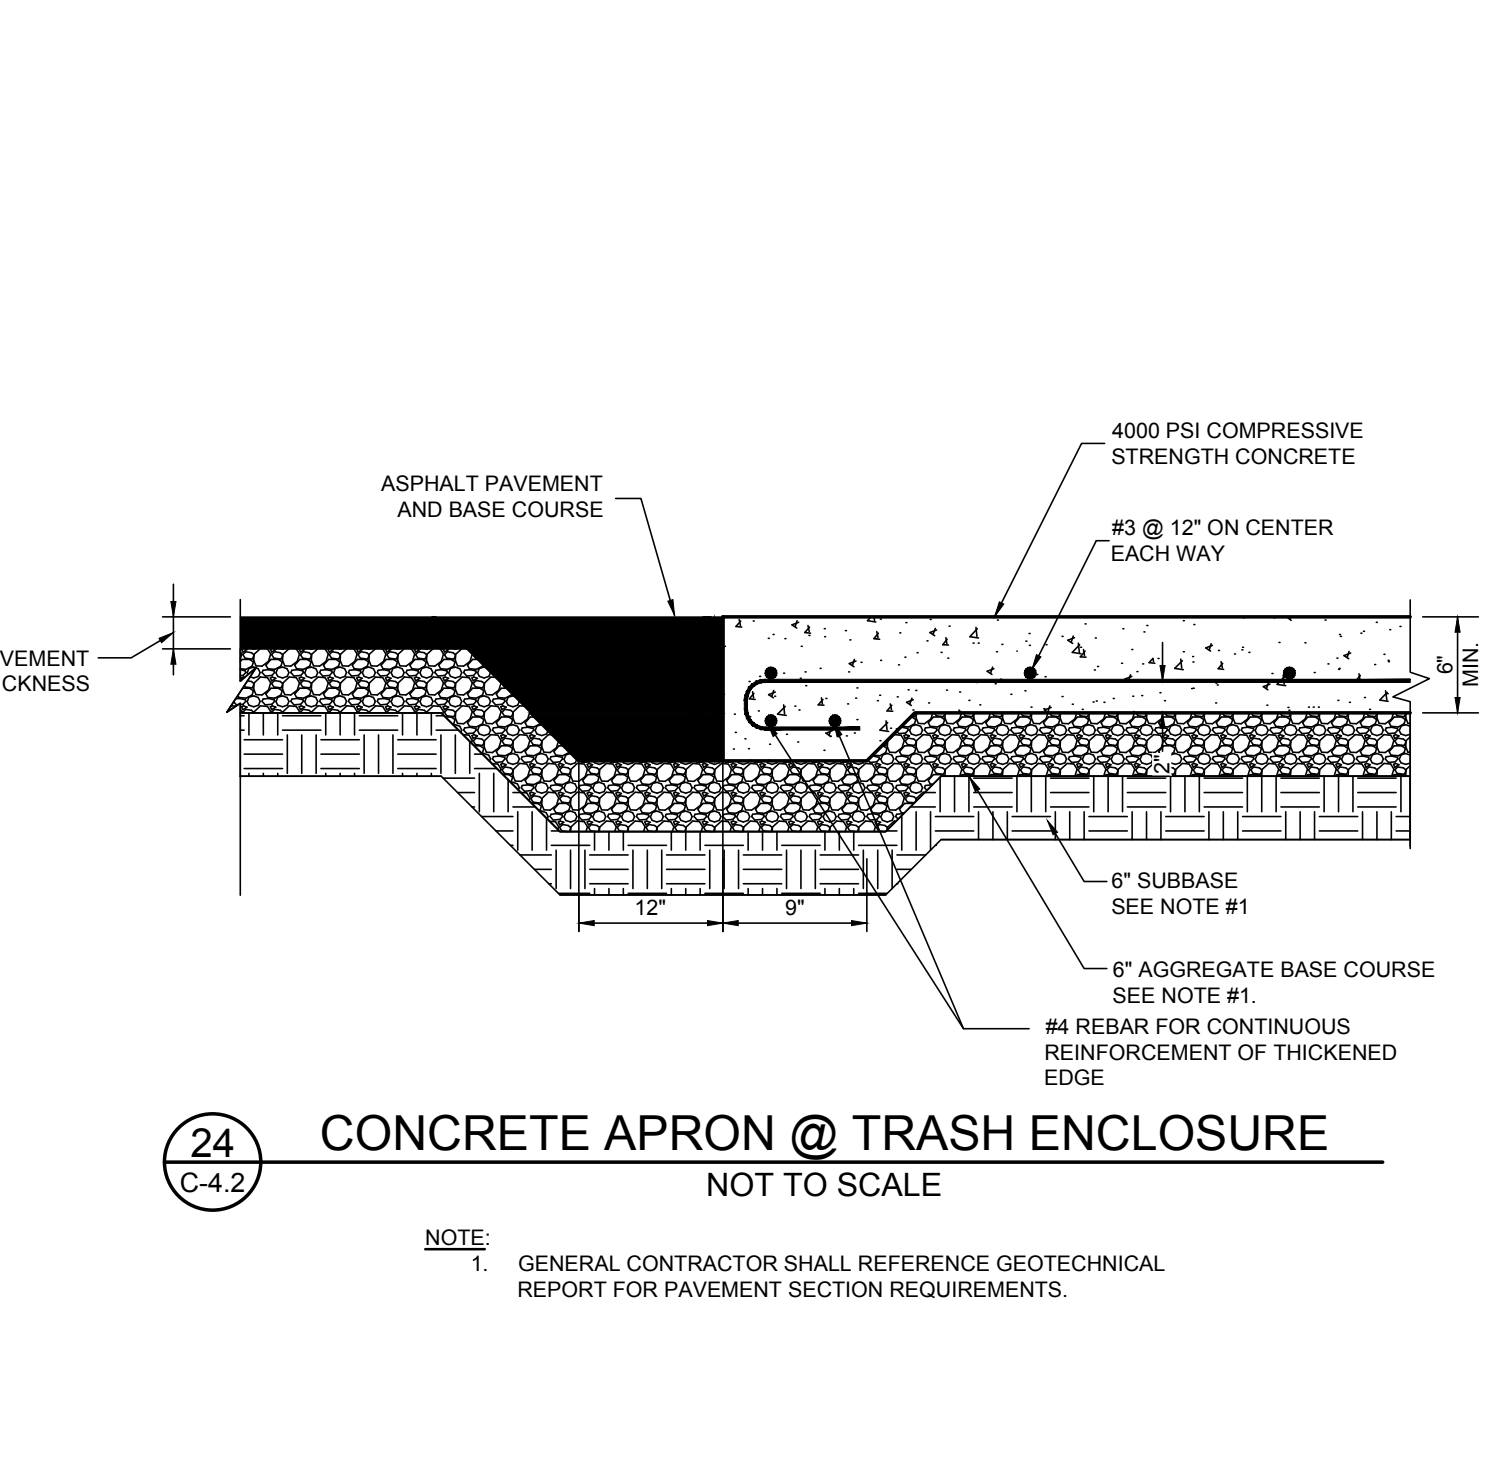 4000 PSI COMPRESSIVE
STRENGTH CONCRETE
ASPHALT PAVEMENT
AND BASE COURSE
#3 @ 12" ON CENTER
EACH WAY
VEMENT
CKNESS
6"
MIN.
2"
12"
9"
6" SUBBASE
SEE NOTE #1
6" AGGREGATE BASE COURSE
SEE NOTE #1.
#4 REBAR FOR CONTINUOUS
REINFORCEMENT OF THICKENED
EDGE
24
C-4.2
CONCRETE APRON @ TRASH ENCLOSURE
NOT TO SCALE
NOTE:
1. GENERAL CONTRACTOR SHALL REFERENCE GEOTECHNICAL
REPORT FOR PAVEMENT SECTION REQUIREMENTS.